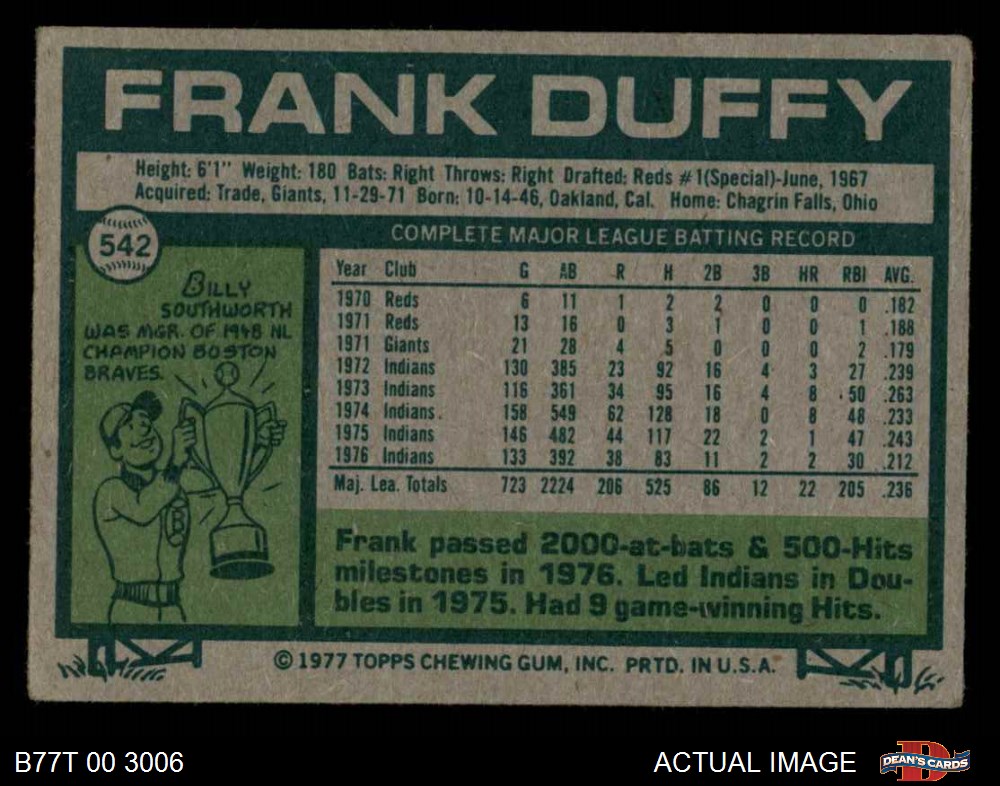 FRANK DUFFY
Height: 6'1" Weight: 180 Bats: Right Throws: Right Drafted: Reds #1(Special)-June, 1967
Acquired: Trade, Giants, 11-29-71 Born: 10-14-46, Oakland, Cal. Home: Chagrin Falls, Ohio
542
BILLY
SOUTHWORTH
WAS MGR. OF 1948 NL
CHAMPION BOSTON
BRAVES.
B
COMPLETE MAJOR LEAGUE BATTING RECORD
Year Club G AB R H 2B 3B HR RBI AVG.
1970 Reds 6 11 1 2 2 0 0 0 .182
1971 Reds 13 16 0 3 1 0 0 1 .188
1971 Giants 21 28 4 5 0 0 0 2 .179
1972 Indians 130 385 23 92 16 4 3 27 .239
1973 Indians 116 361 34 95 16 4 8 50 .263
1974 Indians. 158 549 62 128 18 0 8 48 .233
1975 Indians 146 482 44 117 22 2 1 47 .243
1976 Indians 133 392 38 83 11 2 2 30 .212
Maj. Lea. Totals 723 2224 206 525 86 12 22 205 .236
Frank passed 2000-at-bats & 500-Hits
milestones in 1976. Led Indians in Dou-
bles in 1975. Had 9 game-winning Hits.
© 1977 TOPPS CHEWING GUM, INC. PRTD. IN U.S.A.
B77T 00 3006
ACTUAL IMAGE
D
DEAN'S CARDS